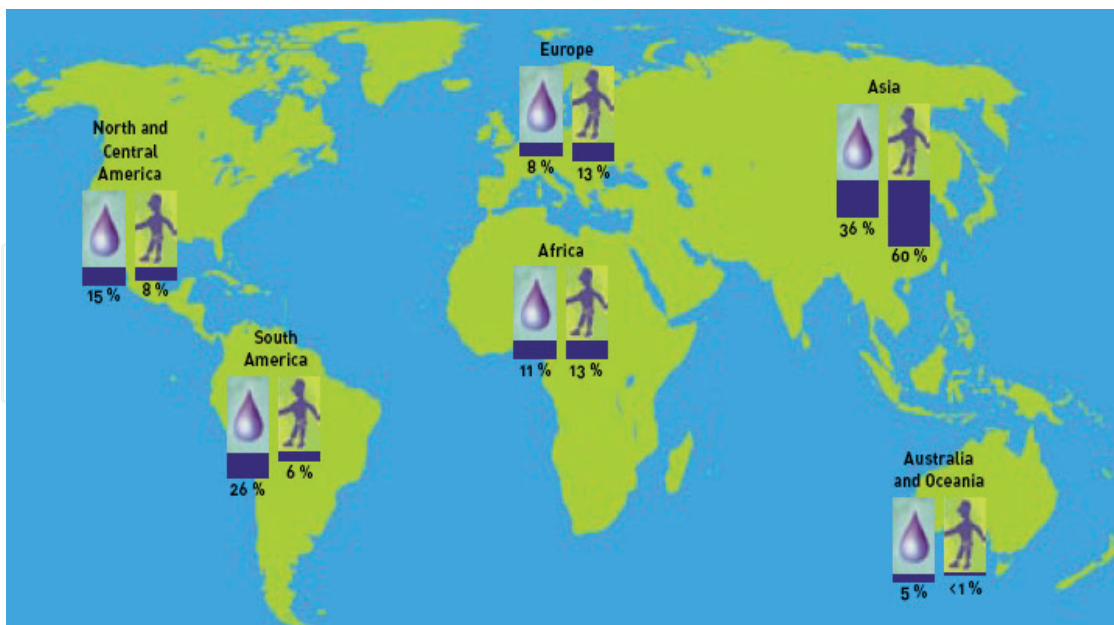 Europe
8 %
13 %
Asia
36 %
60 %
North and
Central
America
15 %
8 %
Africa
11 %
13 %
South
America
26 %
6 %
Australia
and Oceania
5 %
<1 %